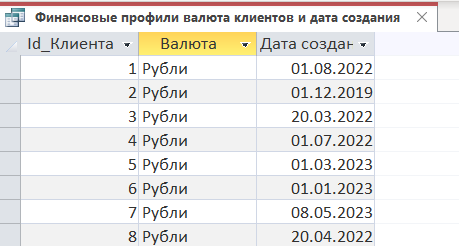 Финансовые профили валюта клиентов и дата создания
Id_Клиента Валюта Дата создан
1 Рубли 01.08.2022
2 Рубли 01.12.2019
3 Рубли 20.03.2022
4 Рубли 01.07.2022
5 Рубли 01.03.2023
6 Рубли 01.01.2023
7 Рубли 08.05.2023
8 Рубли 20.04.2022